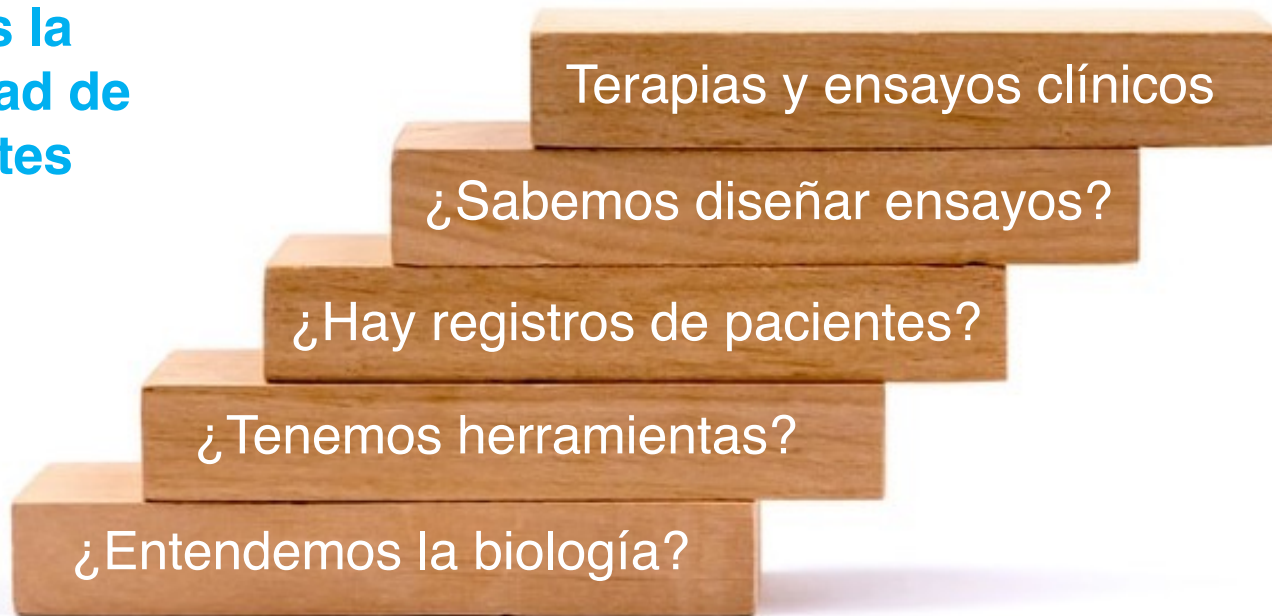 s la
ad de
tes
Terapias y ensayos clínicos
¿Sabemos diseñar ensayos?
¿Hay registros de pacientes?
¿Tenemos herramientas?
¿Entendemos la biología?